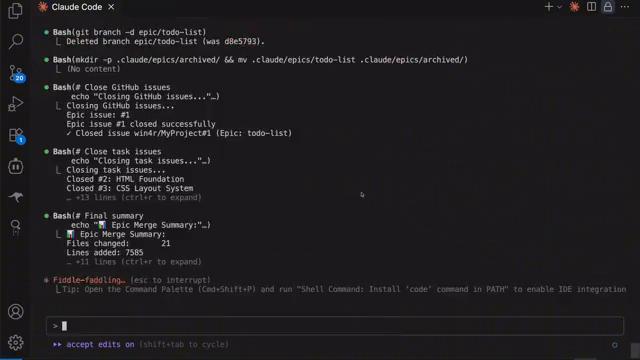 Claude Code
Bash(git branch -d epic/todo-list)
Deleted branch epic/todo-list (was d8e5793).
Bash(mkdir -p .claude/epics/archived/ && mv .claude/epics/todo-list .claude/epics/archived/)
(No content)
Bash(# Close GitHub issues
echo "Closing GitHub issues..."…)
Closing GitHub issues...
Epic issue: #1
Epic issue #1 closed successfully
✓ Closed issue win4r/MyProject#1 (Epic: todo-list)
Bash(# Close task issues
echo "Closing task issues..."…)
Closing task issues...
Closed #2: HTML Foundation
Closed #3: CSS Layout System
… +13 lines (ctrl+r to expand)
Bash(# Final summary
echo "📊 Epic Merge Summary:"…)
📊 Epic Merge Summary:
Files changed: 21
Lines added: 7585
… +11 lines (ctrl+r to expand)
Fiddle-faddling… (esc to interrupt)
Tip: Open the Command Palette (Cmd+Shift+P) and run "Shell Command: Install 'code' command in PATH" to enable IDE integration
>
accept edits on (shift+tab to cycle)
20
1